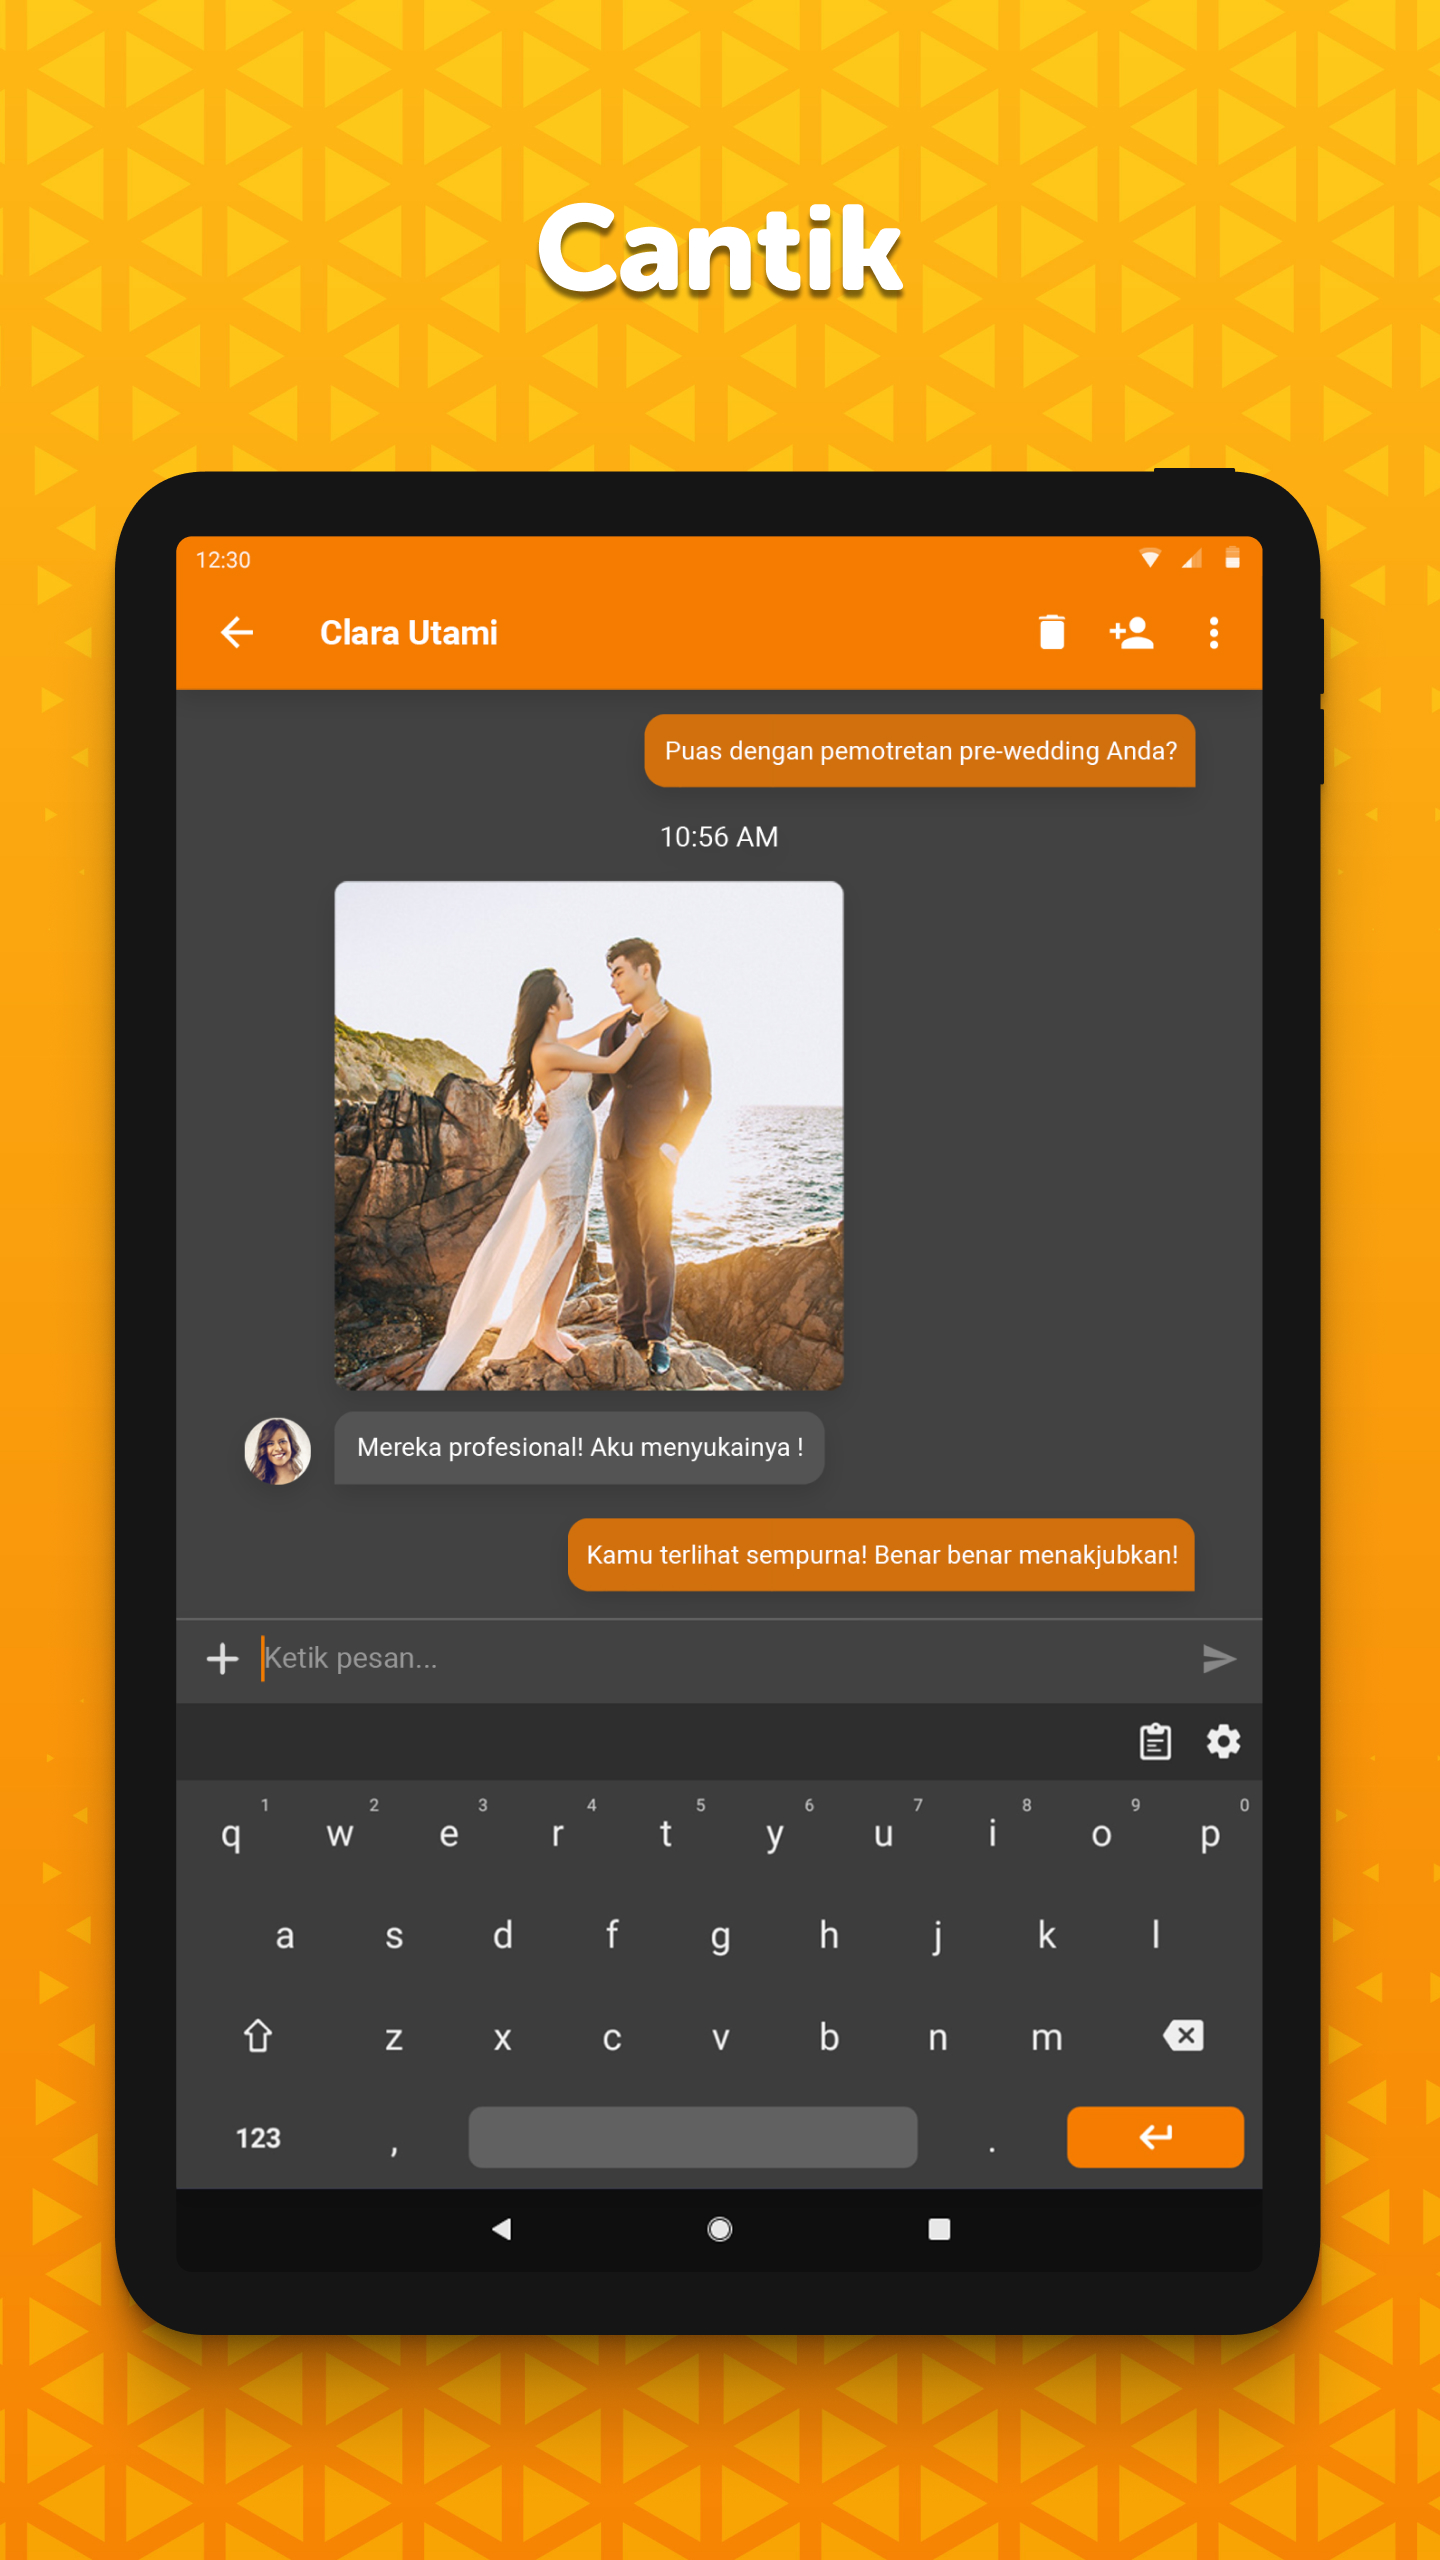 Cantik
12:30
Clara Utami
Puas dengan pemotretan pre-wedding Anda?
10:56 AM
Mereka profesional! Aku menyukainya !
Kamu terlihat sempurna! Benar benar menakjubkan!
Ketik pesan...
1 2 3 4 5 6 7 8 9 0
q w e r t y u i o p
a s d f g h j k l
z x c v b n m
123 , .